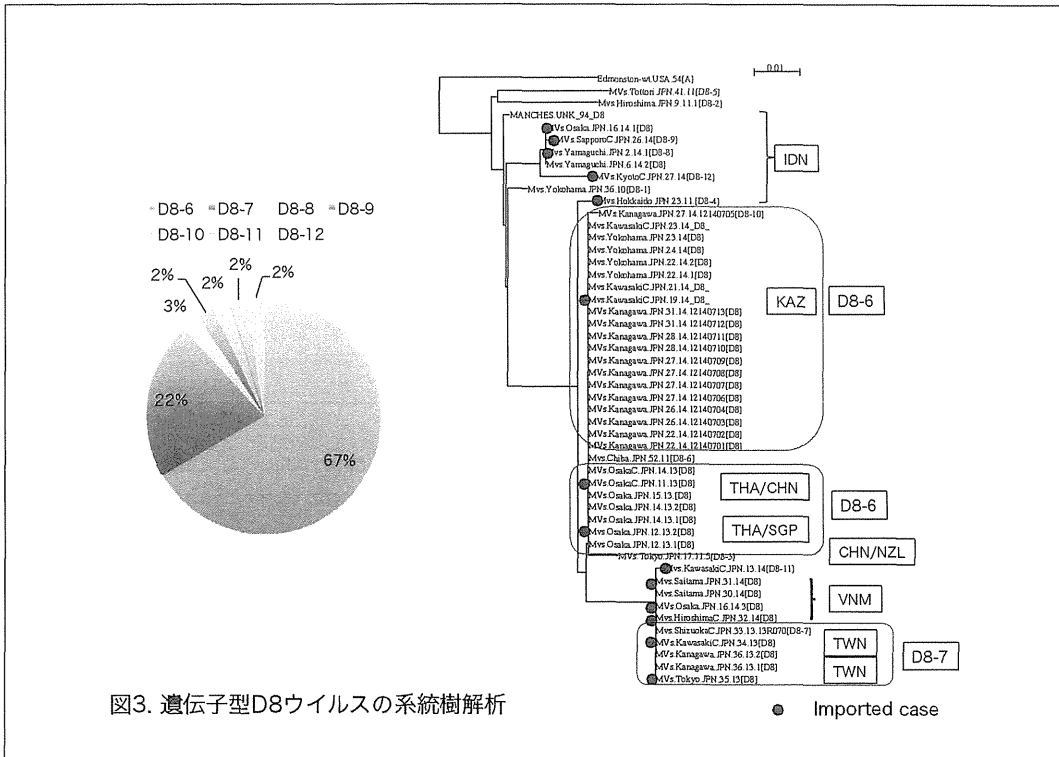 D8-6 D8-7 D8-8 D8-9
D8-10 D8-11 D8-12
2%
2%
2%
2%
3%
22%
67%
0.01
Edmonston-wt.USA.54[A]
MVs.Tottori.JPN.41.11[D8-5]
Mvs.Hiroshima.JPN.9.11.1[D8-2]
MANCHES.UNK_94_D8
MVs.Osaka.JPN.16.14.1[D8]
MVs.SapporoC.JPN.26.14[D8-9]
Mvs.Yamaguchi.JPN.2.14.1[D8-8]
Mvs.Yamaguchi.JPN.6.14.2[D8]
MVs.KyotoC.JPN.27.14[D8-12]
Mvs.Yokohama.JPN.36.10[D8-1]
Mvs.Hokkaido.JPN.23.11.[D8-4]
IDN
MVs.Kanagawa.JPN.27.14.12140705[D8-10]
Mvs.KawasakiC.JPN.23.14_D8_
Mvs.Yokohama.JPN.23.14[D8]
Mvs.Yokohama.JPN.24.14[D8]
Mvs.Yokohama.JPN.22.14.2[D8]
Mvs.Yokohama.JPN.22.14.1[D8]
Mvs.KawasakiC.JPN.21.14_D8_
Mvs.KawasakiC.JPN.19.14_D8_
MVs.Kanagawa.JPN.31.14.12140713[D8]
MVs.Kanagawa.JPN.31.14.12140712[D8]
MVs.Kanagawa.JPN.28.14.12140711[D8]
MVs.Kanagawa.JPN.28.14.12140710[D8]
MVs.Kanagawa.JPN.27.14.12140709[D8]
MVs.Kanagawa.JPN.27.14.12140708[D8]
MVs.Kanagawa.JPN.27.14.12140707[D8]
MVs.Kanagawa.JPN.27.14.12140706[D8]
MVs.Kanagawa.JPN.26.14.12140704[D8]
MVs.Kanagawa.JPN.26.14.12140703[D8]
MVs.Kanagawa.JPN.22.14.12140702[D8]
MVs.Kanagawa.JPN.22.14.12140701[D8]
KAZ
D8-6
Mvs.Chiba.JPN.52.11[D8-6]
MVs.OsakaC.JPN.14.13[D8]
MVs.OsakaC.JPN.11.13[D8]
MVs.Osaka.JPN.15.13.[D8]
MVs.Osaka.JPN.14.13.2[D8]
MVs.Osaka.JPN.14.13.1[D8]
MVs.Osaka.JPN.12.13.2[D8]
MVs.Osaka.JPN.12.13.1[D8]
THA/CHN
THA/SGP
D8-6
MVs.Tokyo.JPN.17.11.5[D8-3]
CHN/NZL
Mvs.KawasakiC.JPN.13.14[D8-11]
Mvs.Saitama.JPN.31.14[D8]
Mvs.Saitama.JPN.30.14[D8]
MVs.Osaka.JPN.16.14.3[D8]
Mvs.HiroshimaC.JPN.32.14[D8]
VNM
Mvs.ShizuokaC.JPN.33.13.13R070[D8-7]
MVs.KawasakiC.JPN.34.13[D8]
MVs.Kanagawa.JPN.36.13.2[D8]
MVs.Kanagawa.JPN.36.13.1[D8]
MVs.Tokyo.JPN.35.13[D8]
TWN
TWN
D8-7
図3. 遺伝子型D8ウイルスの系統樹解析
Imported case